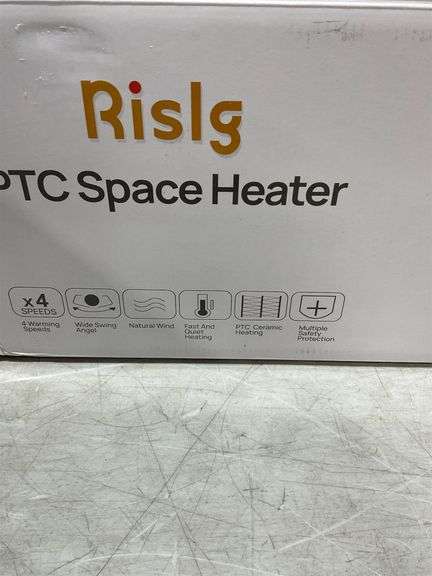 Rislg
PTC Space Heater
x4
SPEEDS
4 Warming
Speeds
Wide Swing
Angel
Natural Wind
Fast And
Quiet
Heating
PTC Ceramic
Heating
Multiple
Safety
Protection